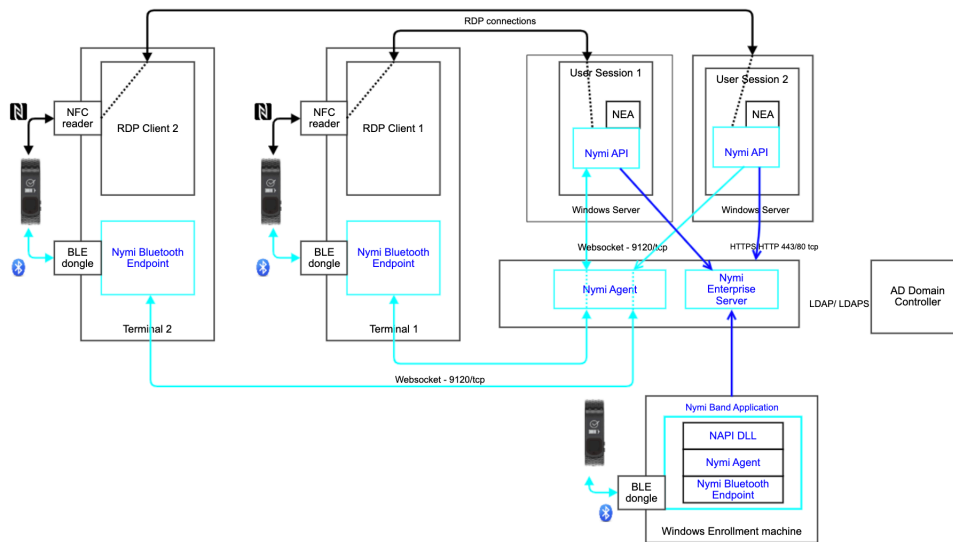 RDP connections
RDP Client 2
NFC
reader
BLE
dongle
Nymi Bluetooth
Endpoint
Terminal 2
RDP Client 1
NFC
reader
BLE
dongle
Nymi Bluetooth
Endpoint
Terminal 1
User Session 1
NEA
Nymi API
Windows Server
User Session 2
NEA
Nymi API
Windows Server
Websocket - 9120/tcp
HTTPS/HTTP 443/80 tcp
Nymi Agent
Nymi
Enterprise
Server
LDAP/ LDAPS
AD Domain
Controller
Websocket - 9120/tcp
Nymi Band Application
NAPI DLL
Nymi Agent
Nymi Bluetooth
Endpoint
BLE
dongle
Windows Enrollment machine